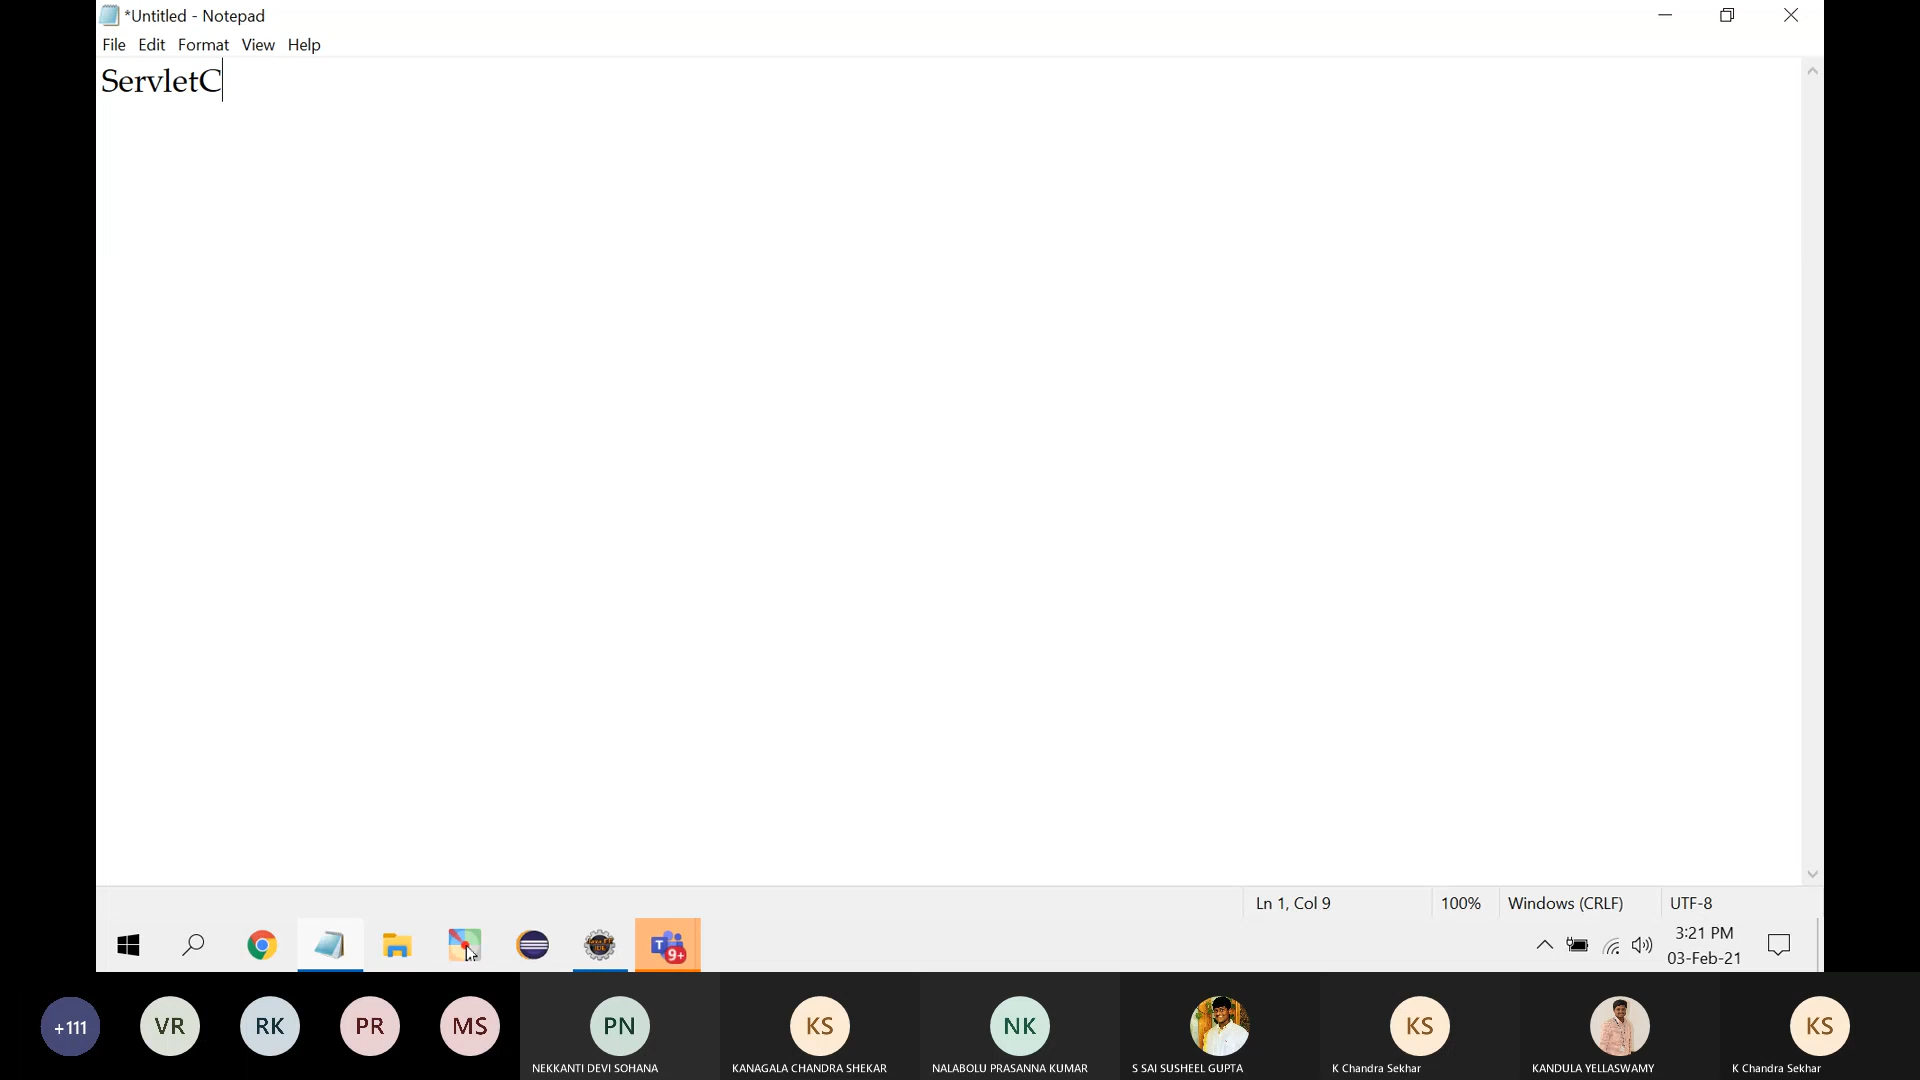 *Untitled - Notepad
File Edit Format View Help
ServletC
Ln 1, Col 9 100% Windows (CRLF) UTF-8
T 9+
3:21 PM
03-Feb-21
+111 VR RK PR MS PN KS NK KS KS
NEKKANTI DEVI SOHANA KANAGALA CHANDRA SHEKAR NALABOLU PRASANNA KUMAR S SAI SUSHEEL GUPTA K Chandra Sekhar KANDULA YELLASWAMY K Chandra Sekhar